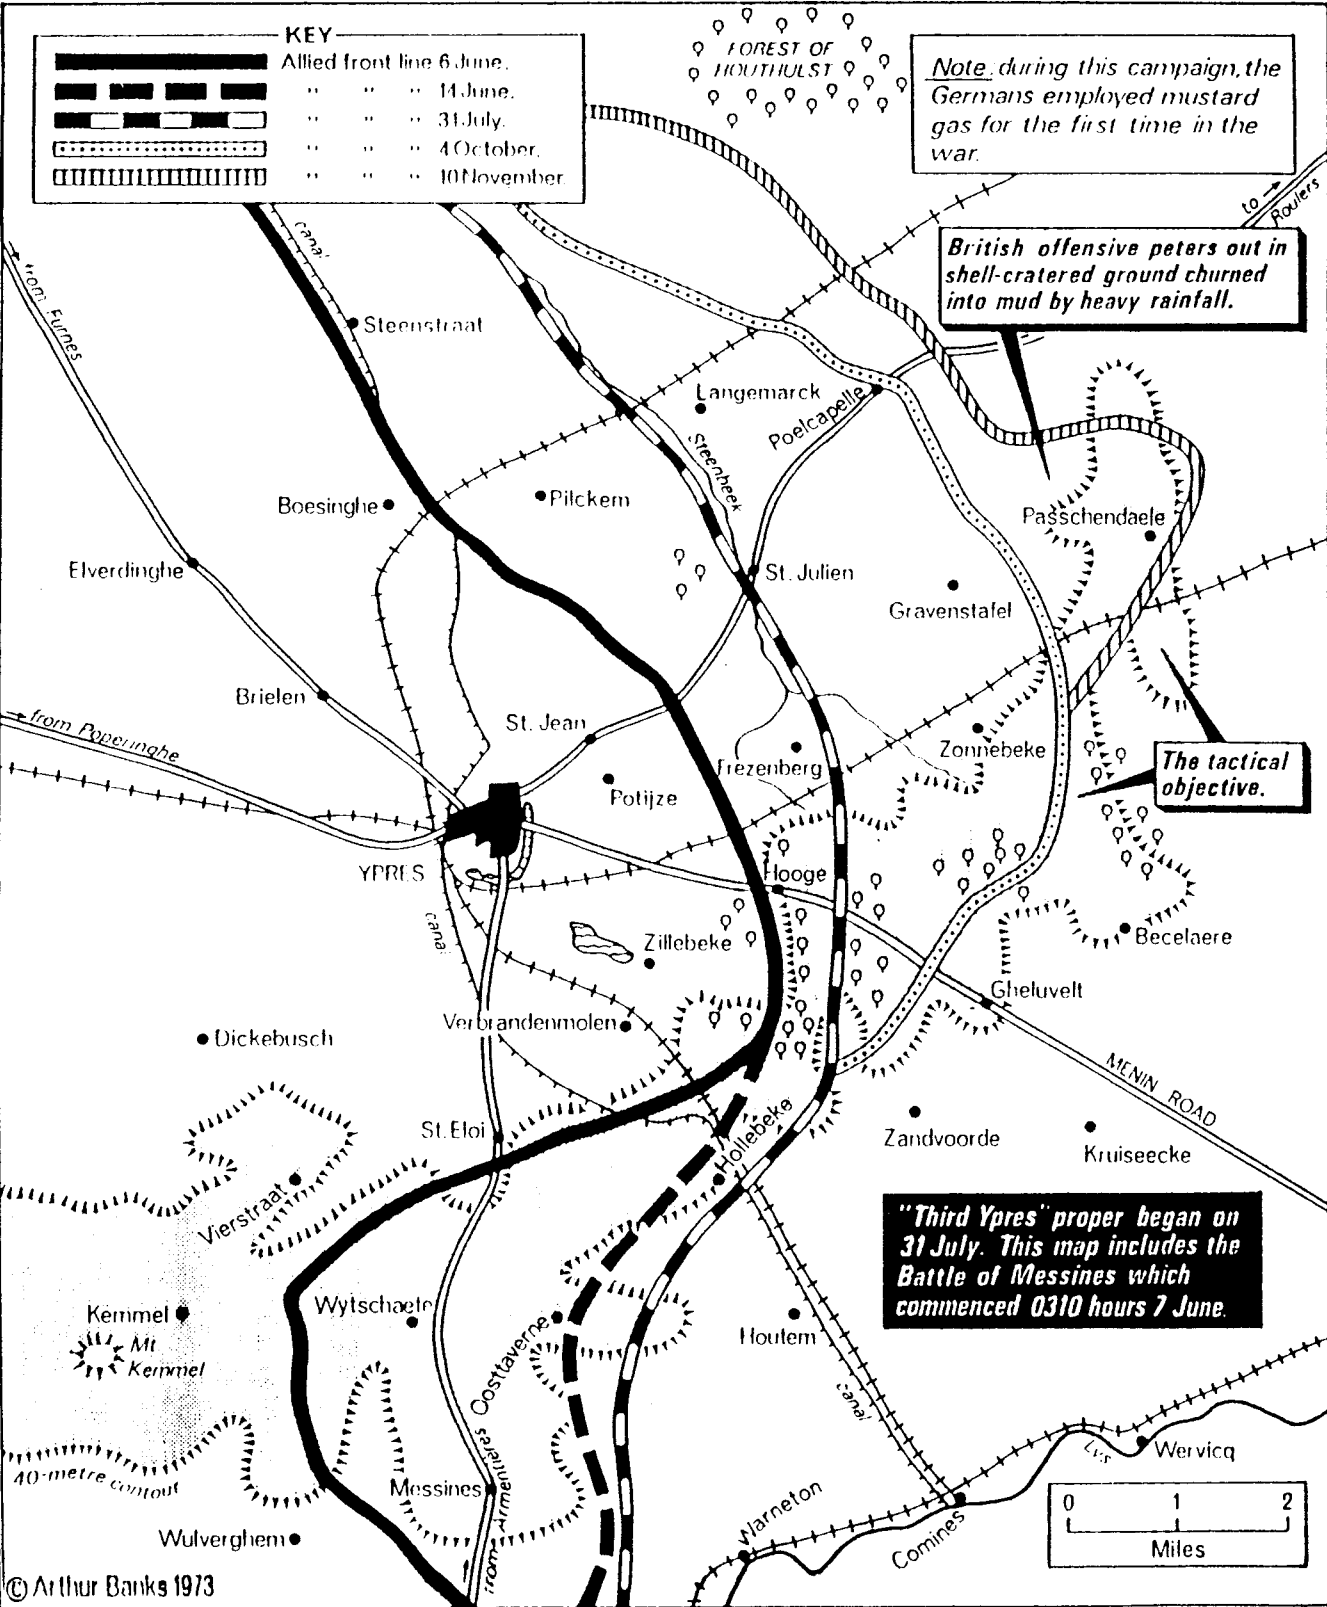 KEY
Allied front line 6 June.
" " " 14 June.
" " " 31 July.
" " " 4 October.
" " " 10 November.
FOREST OF
HOUTHULST
Note. during this campaign, the
Germans employed mustard
gas for the first time in the
war.
to →
Roulers
British offensive peters out in
shell-cratered ground churned
into mud by heavy rainfall.
canal
from Furnes
Steenstraat
Langemarck
Poelcapelle
Steenbeek
Boesinghe
Pilckem
Passchendaele
Elverdinghe
St. Julien
Gravenstafel
Brielen
St. Jean
from Poperinghe
Frezenberg
Zonnebeke
The tactical
objective.
Potijze
YPRES
Hooge
canal
Zillebeke
Becelaere
Gheluvelt
Verbrandenmolen
Dickebusch
MENIN ROAD
St. Eloi
Hollebeke
Zandvoorde
Kruiseecke
Vierstraat
"Third Ypres" proper began on
31 July. This map includes the
Battle of Messines which
commenced 0310 hours 7 June.
Kemmel
Wytschaete
Mt
Kemmel
Oosttaverne
Houtem
canal
Lys
Wervicq
40-metre contour
Messines
from Armentières
Warneton
Comines
Wulverghem
0 1 2
Miles
© Arthur Banks 1973